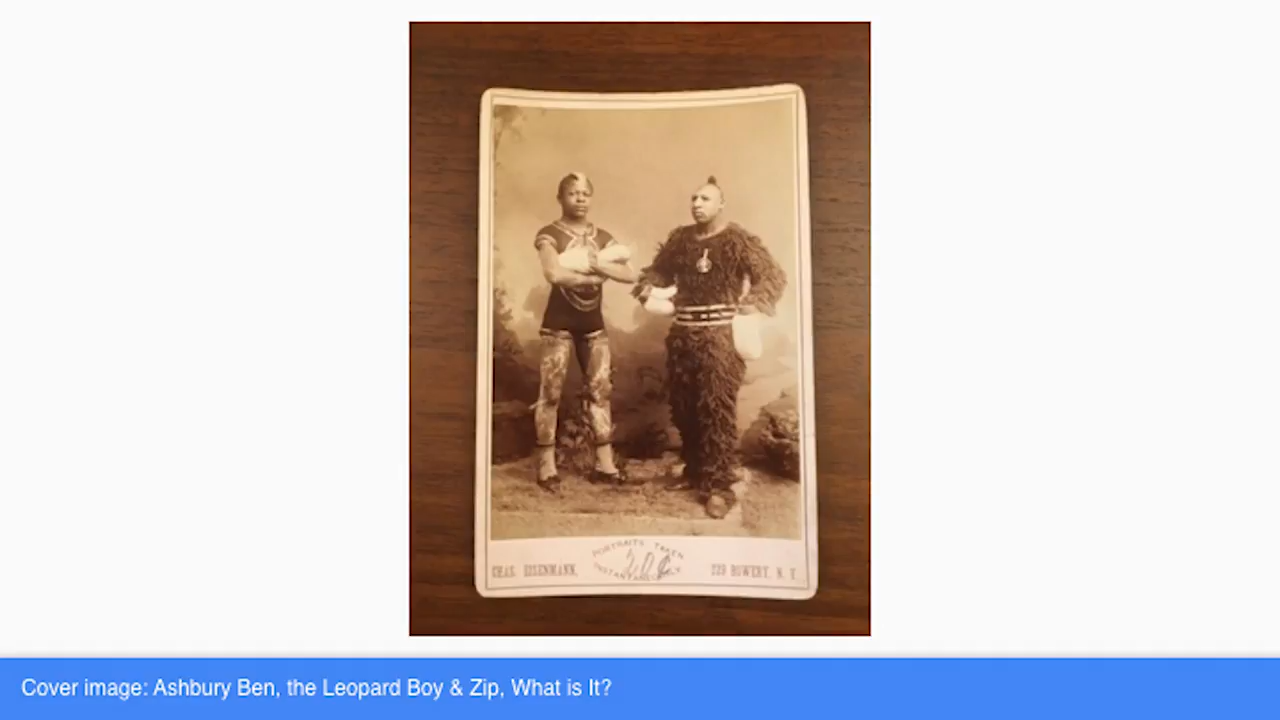 PORTRAITS TAKEN
INSTANTANEOUSLY
CHAS. EISENMANN,
229 BOWERY, N. Y.
Cover image: Ashbury Ben, the Leopard Boy & Zip, What is It?